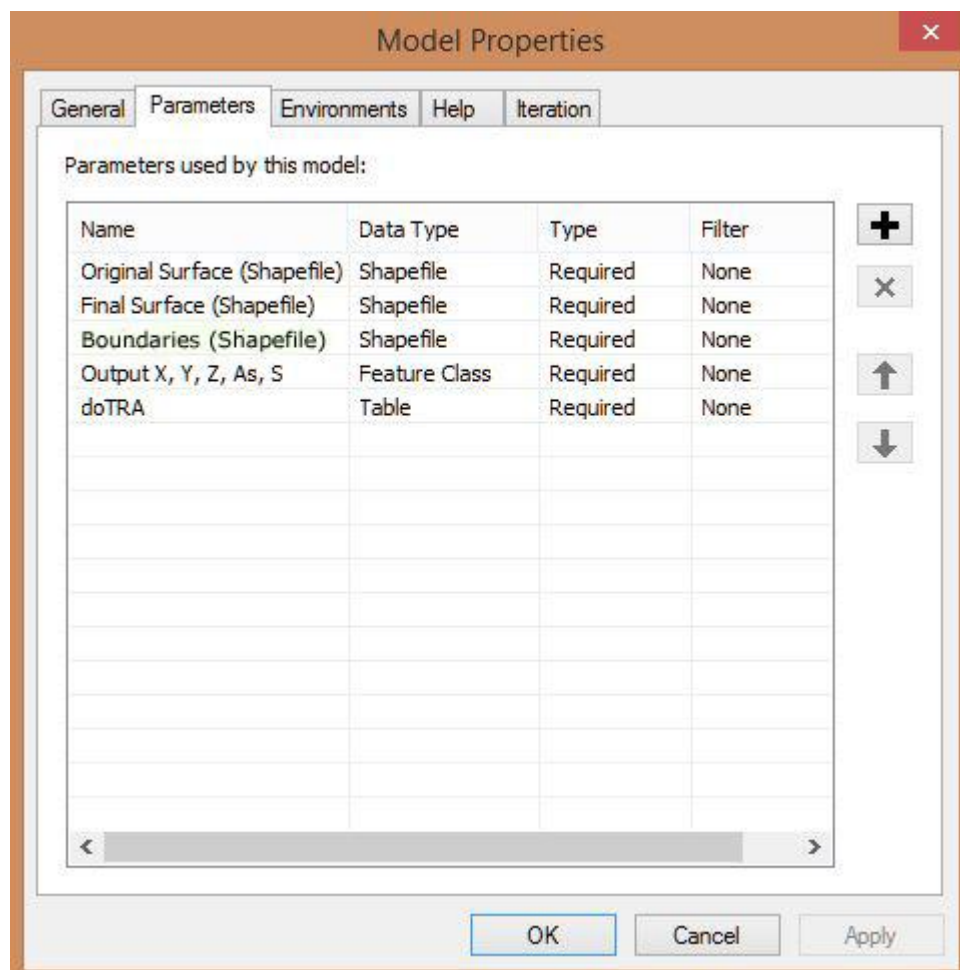 Model Properties
General Parameters Environments Help Iteration
Parameters used by this model:
Name Data Type Type Filter
Original Surface (Shapefile) Shapefile Required None
Final Surface (Shapefile) Shapefile Required None
Boundaries (Shapefile) Shapefile Required None
Output X, Y, Z, As, S Feature Class Required None
doTRA Table Required None
OK Cancel Apply